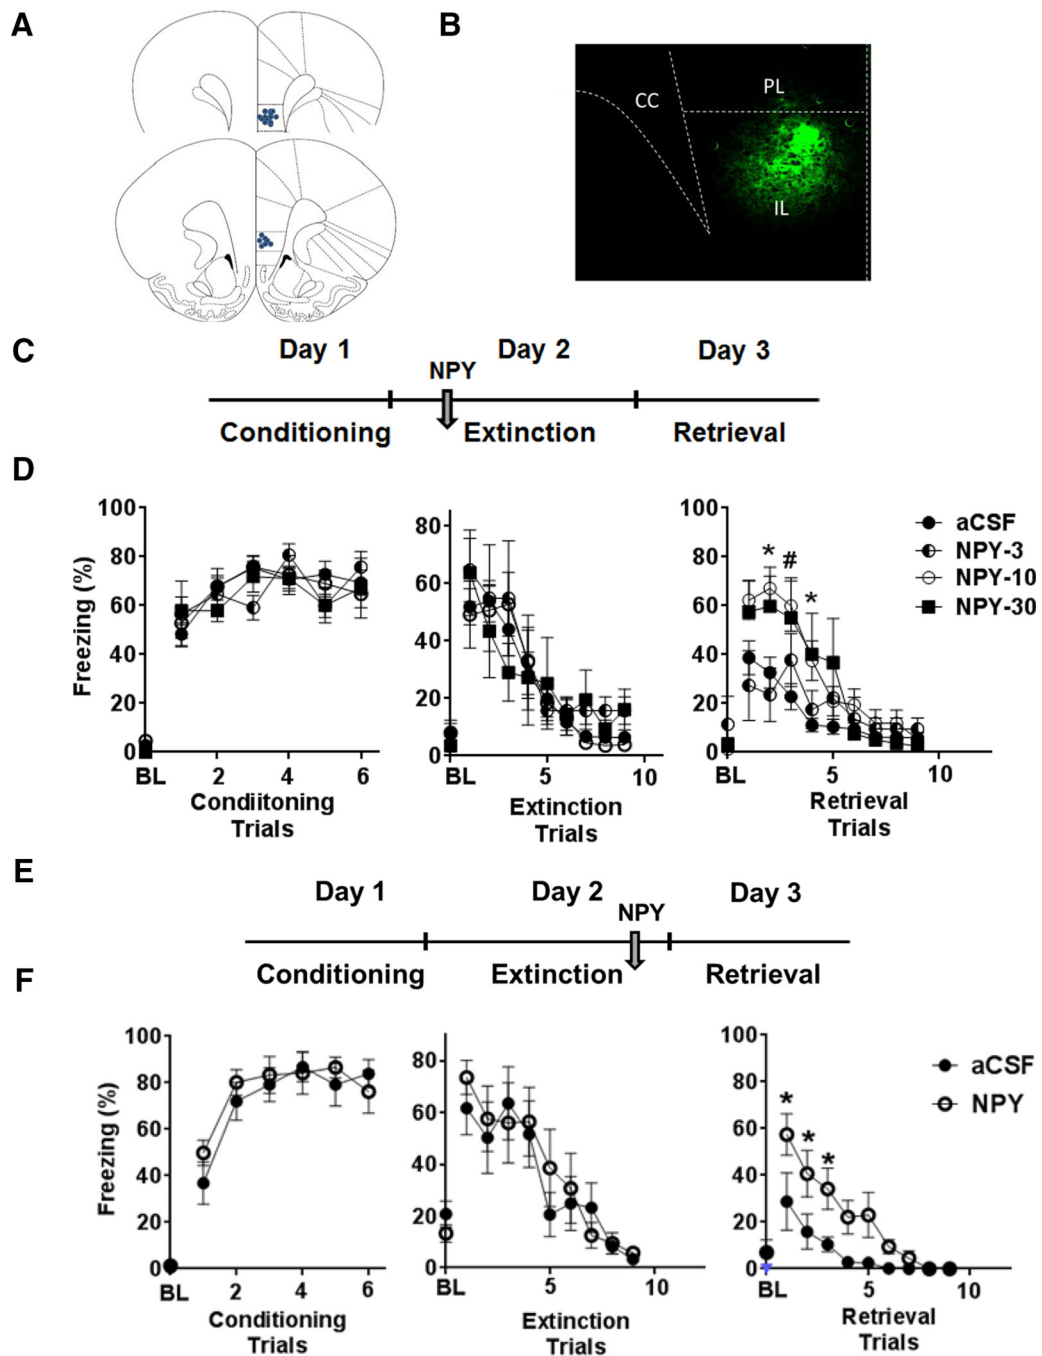 A
B
PL
CC
IL
C
Day 1
Day 2
Day 3
NPY
Conditioning
Extinction
Retrieval
D
100
80
60
40
20
0
Freezing (%)
BL
2
4
6
Condiitoning
Trials
80
60
40
20
0
BL
5
10
Extinction
Trials
100
80
60
40
20
0
* # *
BL
5
10
Retrieval
Trials
aCSF
NPY-3
NPY-10
NPY-30
E
Day 1
Day 2
Day 3
NPY
Conditioning
Extinction
Retrieval
F
100
80
60
40
20
0
Freezing (%)
BL
2
4
6
Conditioning
Trials
80
60
40
20
0
BL
5
10
Extinction
Trials
100
80
60
40
20
0
* * *
BL
5
10
Retrieval
Trials
aCSF
NPY